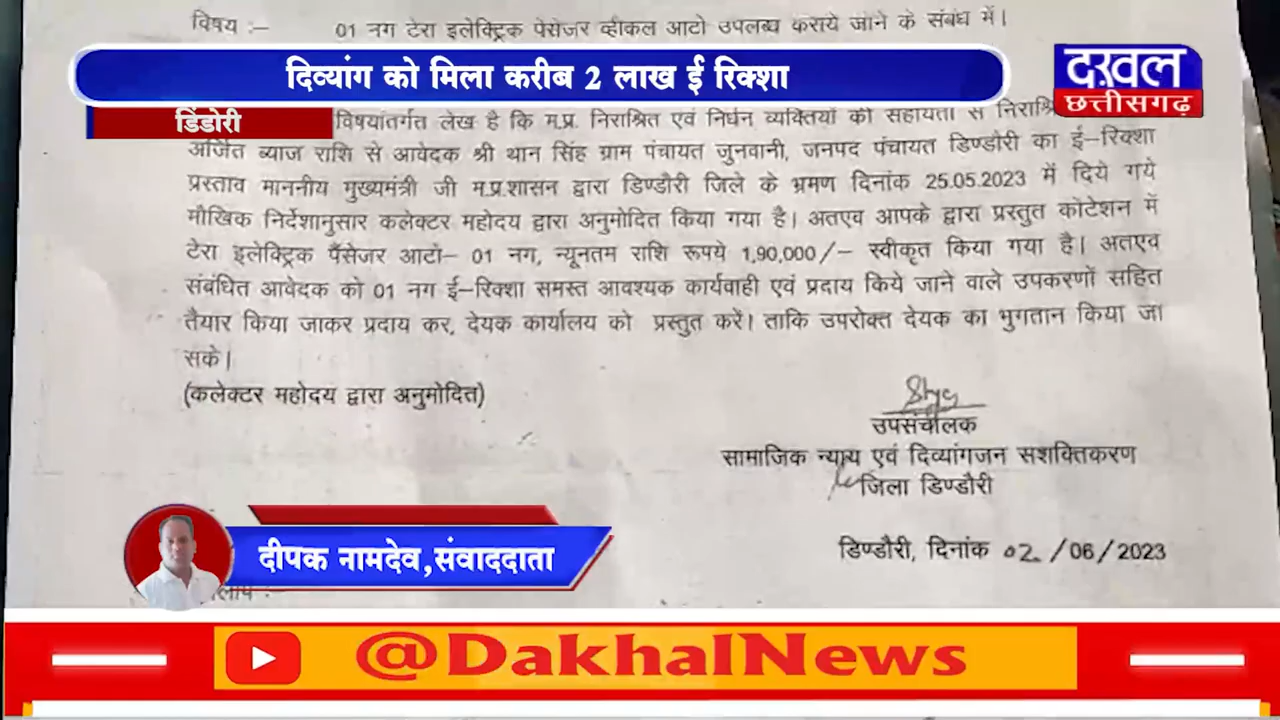 विषय :– 01 नग टेरा इलेक्ट्रिक पेसेजर व्हीकल आटो उपलब्ध कराये जाने के संबंध में।
दिव्यांग को मिला करीब 2 लाख ई रिक्शा
दख़ल
छत्तीसगढ़
डिंडोरी
विषयांतर्गत लेख है कि म.प्र. निराश्रित एवं निर्धन व्यक्तियों की सहायता से
अर्जित ब्याज राशि से आवेदक श्री थान सिंह ग्राम पंचायत जुनवानी, जनपद पंचायत डिण्डौरी का ई–रिक्शा
प्रस्ताव माननीय मुख्यमंत्री जी म.प्र.शासन द्वारा डिण्डौरी जिले के भ्रमण दिनांक 25.05.2023 में दिये गये
मौखिक निर्देशानुसार कलेक्टर महोदय द्वारा अनुमोदित किया गया है। अतएव आपके द्वारा प्रस्तुत कोटेशन में
टेरा इलेक्ट्रिक पैंसेजर आटो– 01 नग, न्यूनतम राशि रूपये 1,90,000/– स्वीकृत किया गया है। अतएव
संबंधित आवेदक को 01 नग ई–रिक्शा समस्त आवश्यक कार्यवाही एवं प्रदाय किये जाने वाले उपकरणों सहित
तैयार किया जाकर प्रदाय कर, देयक कार्यालय को प्रस्तुत करें। ताकि उपरोक्त देयक का भुगतान किया जा
सके।
(कलेक्टर महोदय द्वारा अनुमोदित)
उपसंचालक
सामाजिक न्याय एवं दिव्यांगजन सशक्तिकरण
जिला डिण्डौरी
डिण्डौरी, दिनांक 02/06/2023
दीपक नामदेव,संवाददाता
@DakhalNews